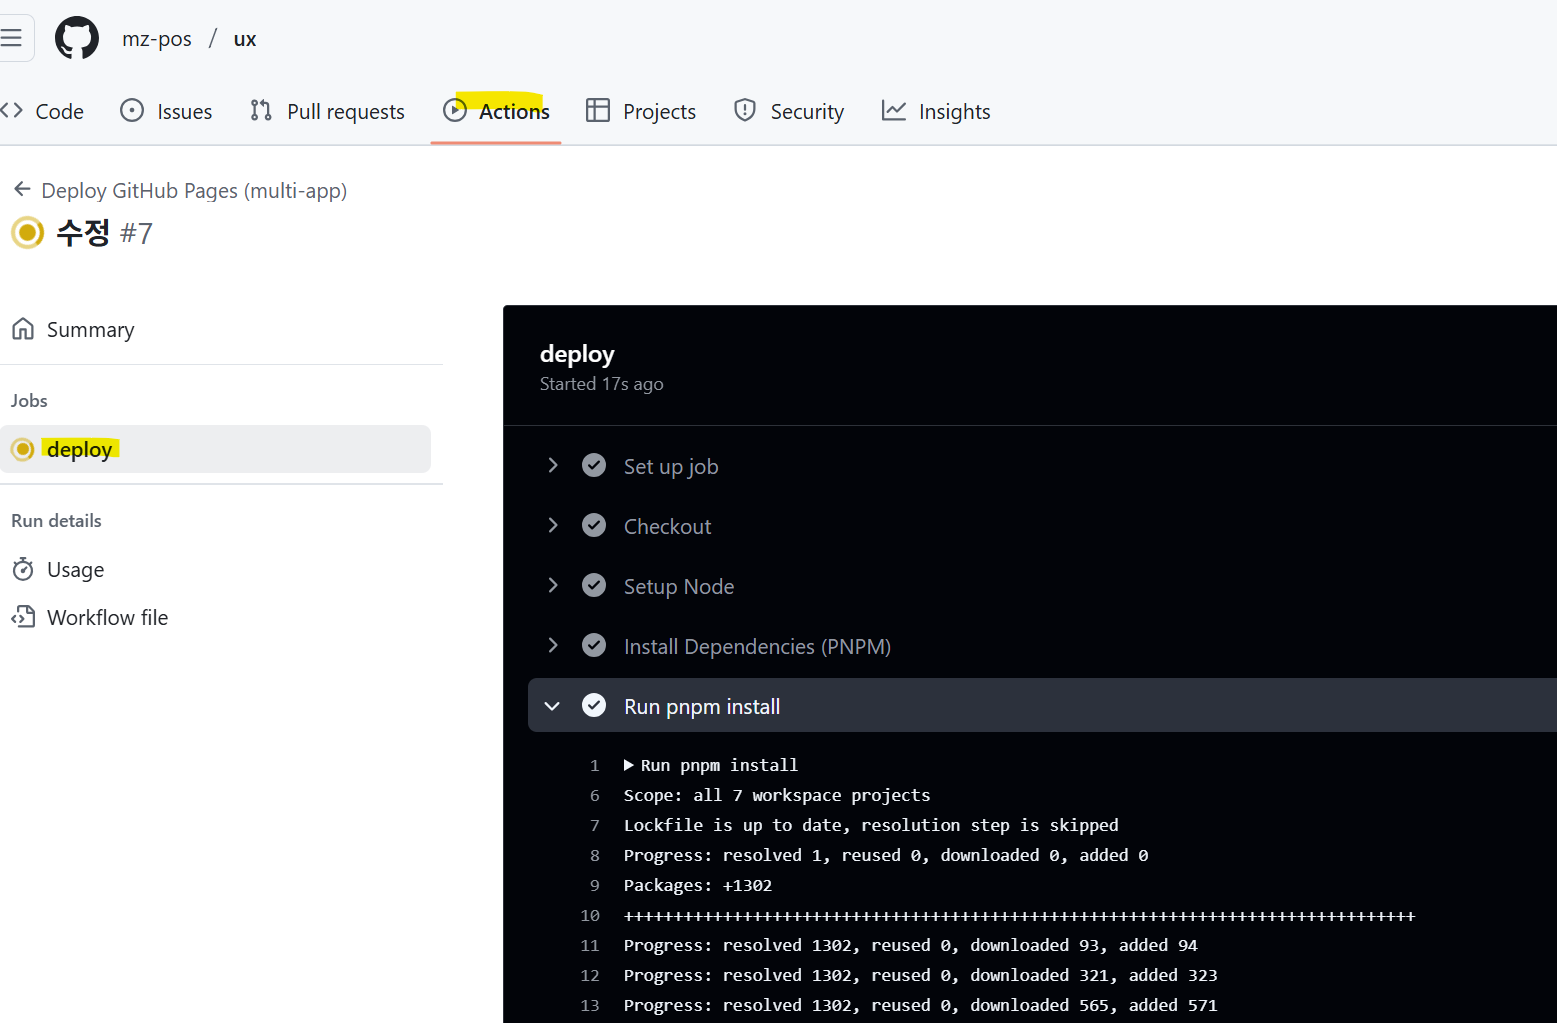 mz-pos / ux
Code Issues Pull requests Actions Projects Security Insights
Deploy GitHub Pages (multi-app)
수정 #7
Summary
Jobs
deploy
Run details
Usage
Workflow file
deploy
Started 17s ago
Set up job
Checkout
Setup Node
Install Dependencies (PNPM)
Run pnpm install
1 Run pnpm install
6 Scope: all 7 workspace projects
7 Lockfile is up to date, resolution step is skipped
8 Progress: resolved 1, reused 0, downloaded 0, added 0
9 Packages: +1302
10 ++++++++++++++++++++++++++++++++++++++++++++++++++++++++++++++++++++++++++++++++
11 Progress: resolved 1302, reused 0, downloaded 93, added 94
12 Progress: resolved 1302, reused 0, downloaded 321, added 323
13 Progress: resolved 1302, reused 0, downloaded 565, added 571